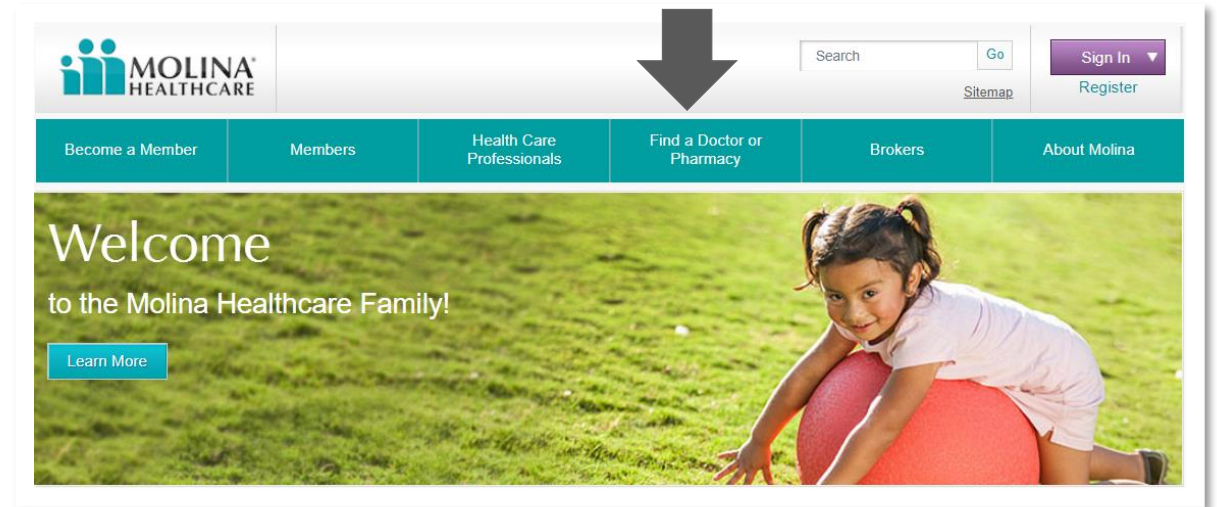 MOLINA®
HEALTHCARE
Search
Go
Sitemap
Sign In ▼
Register
Become a Member
Members
Health Care
Professionals
Find a Doctor or
Pharmacy
Brokers
About Molina
Welcome
to the Molina Healthcare Family!
Learn More